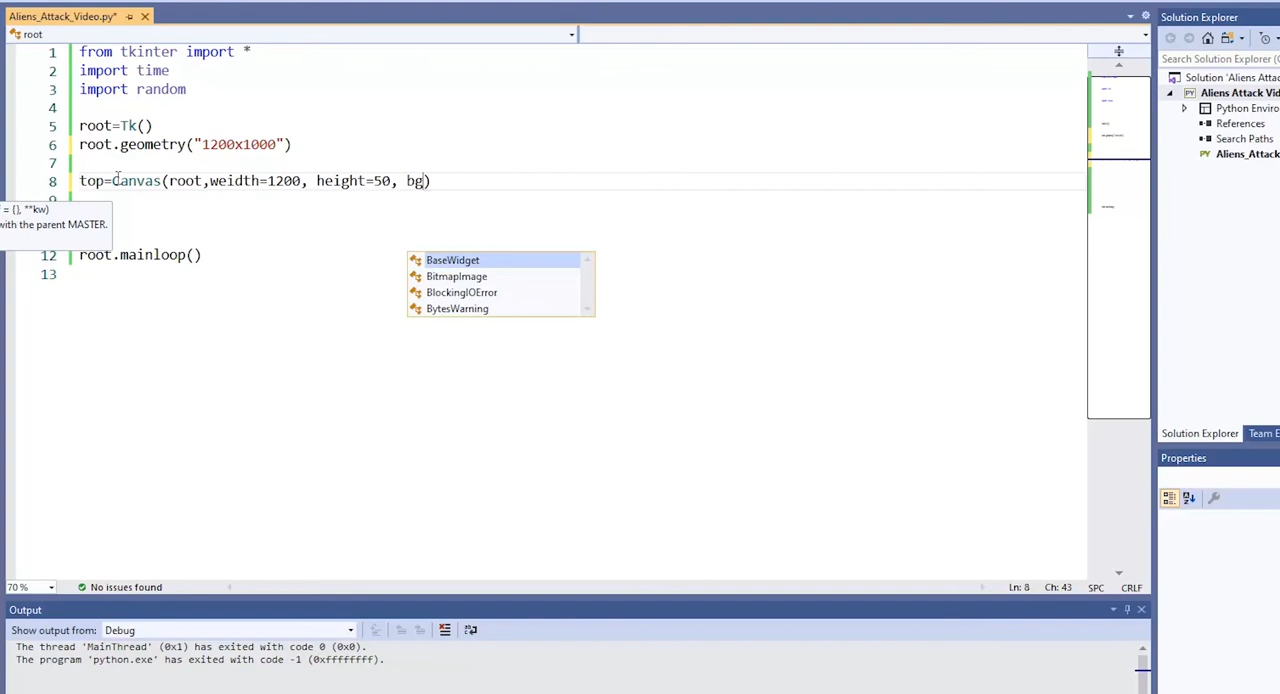 Aliens_Attack_Video.py*
root
1 from tkinter import *
2 import time
3 import random
4
5 root=Tk()
6 root.geometry("1200x1000")
7
8 top=Canvas(root,weidth=1200, height=50, bg)
= {}, **kw)
with the parent MASTER.
12 root.mainloop()
13
BaseWidget
BitmapImage
BlockingIOError
BytesWarning
70 %
No issues found
Ln: 8
Ch: 43
SPC
CRLF
Output
Show output from: Debug
The thread 'MainThread' (0x1) has exited with code 0 (0x0).
The program 'python.exe' has exited with code -1 (0xffffffff).
Solution Explorer
Search Solution Explorer (C
Solution 'Aliens Attac
PY Aliens Attack Vid
Python Enviro
References
Search Paths
PY Aliens_Attack
Solution Explorer
Team E
Properties